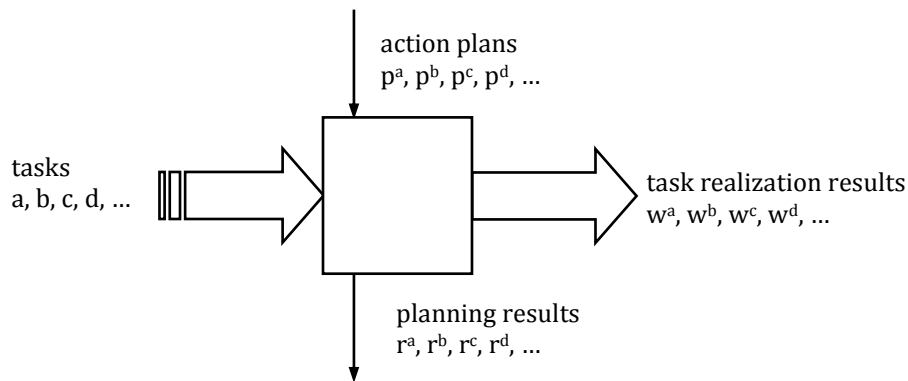 action plans
pᵃ, pᵇ, pᶜ, pᵈ, …
tasks
a, b, c, d, …
task realization results
wᵃ, wᵇ, wᶜ, wᵈ, …
planning results
rᵃ, rᵇ, rᶜ, rᵈ, …